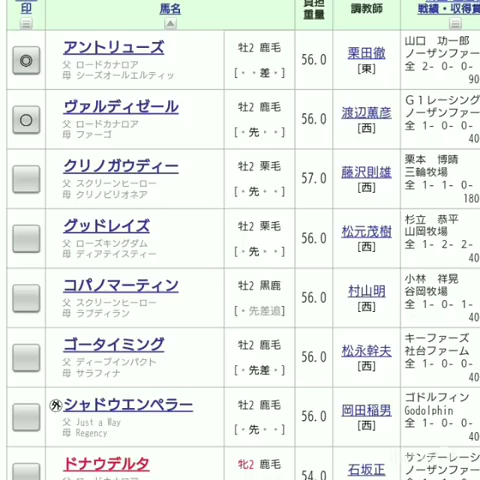 印 馬名 負担 重量 調教師 戦績・収得賞
◎ アントリューズ 牡2 鹿毛 56.0 栗田徹 山口 功一郎
父 ロードカナロア [東] ノーザンファー
母 シーズオールエルティッ [・・差・] 全 2- 0- 0-
90
○ ヴァルディゼール 牡2 鹿毛 56.0 渡辺薫彦 G1レーシング
父 ロードカナロア [西] ノーザンファー
母 ファーゴ [・先・・] 全 1- 0- 0-
40
クリノガウディー 牡2 栗毛 57.0 藤沢則雄 栗本 博晴
父 スクリーンヒーロー [西] 三輪牧場
母 クリノビリオネア [・先・・] 全 1- 1- 0-
180
グッドレイズ 牡2 栗毛 56.0 松元茂樹 杉立 恭平
父 ローズキングダム [西] 山岡牧場
母 ディアテイスティー [・先・・] 全 1- 2- 2-
40
コパノマーティン 牡2 黒鹿 56.0 村山明 小林 祥晃
父 スクリーンヒーロー [西] 谷岡牧場
母 ラブディラン [・先差追] 全 1- 0- 1-
40
ゴータイミング 牡2 鹿毛 56.0 松永幹夫 キーファーズ
父 ディープインパクト [西] 社台ファーム
母 サラフィナ [・先差・] 全 1- 0- 0-
40
外 シャドウエンペラー 牡2 鹿毛 56.0 岡田稲男 ゴドルフィン
父 Just a Way [西] Godolphin
母 Regency [・先・・] 全 1- 0- 0-
40
ドナウデルタ 牝2 鹿毛 54.0 石坂正 サンデーレーシ
ノーザンファー